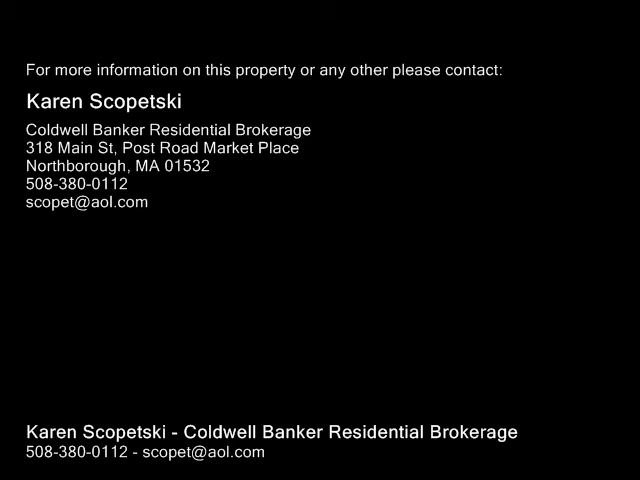 For more information on this property or any other please contact:
Karen Scopetski
Coldwell Banker Residential Brokerage
318 Main St, Post Road Market Place
Northborough, MA 01532
508-380-0112
scopet@aol.com
Karen Scopetski - Coldwell Banker Residential Brokerage
508-380-0112 - scopet@aol.com